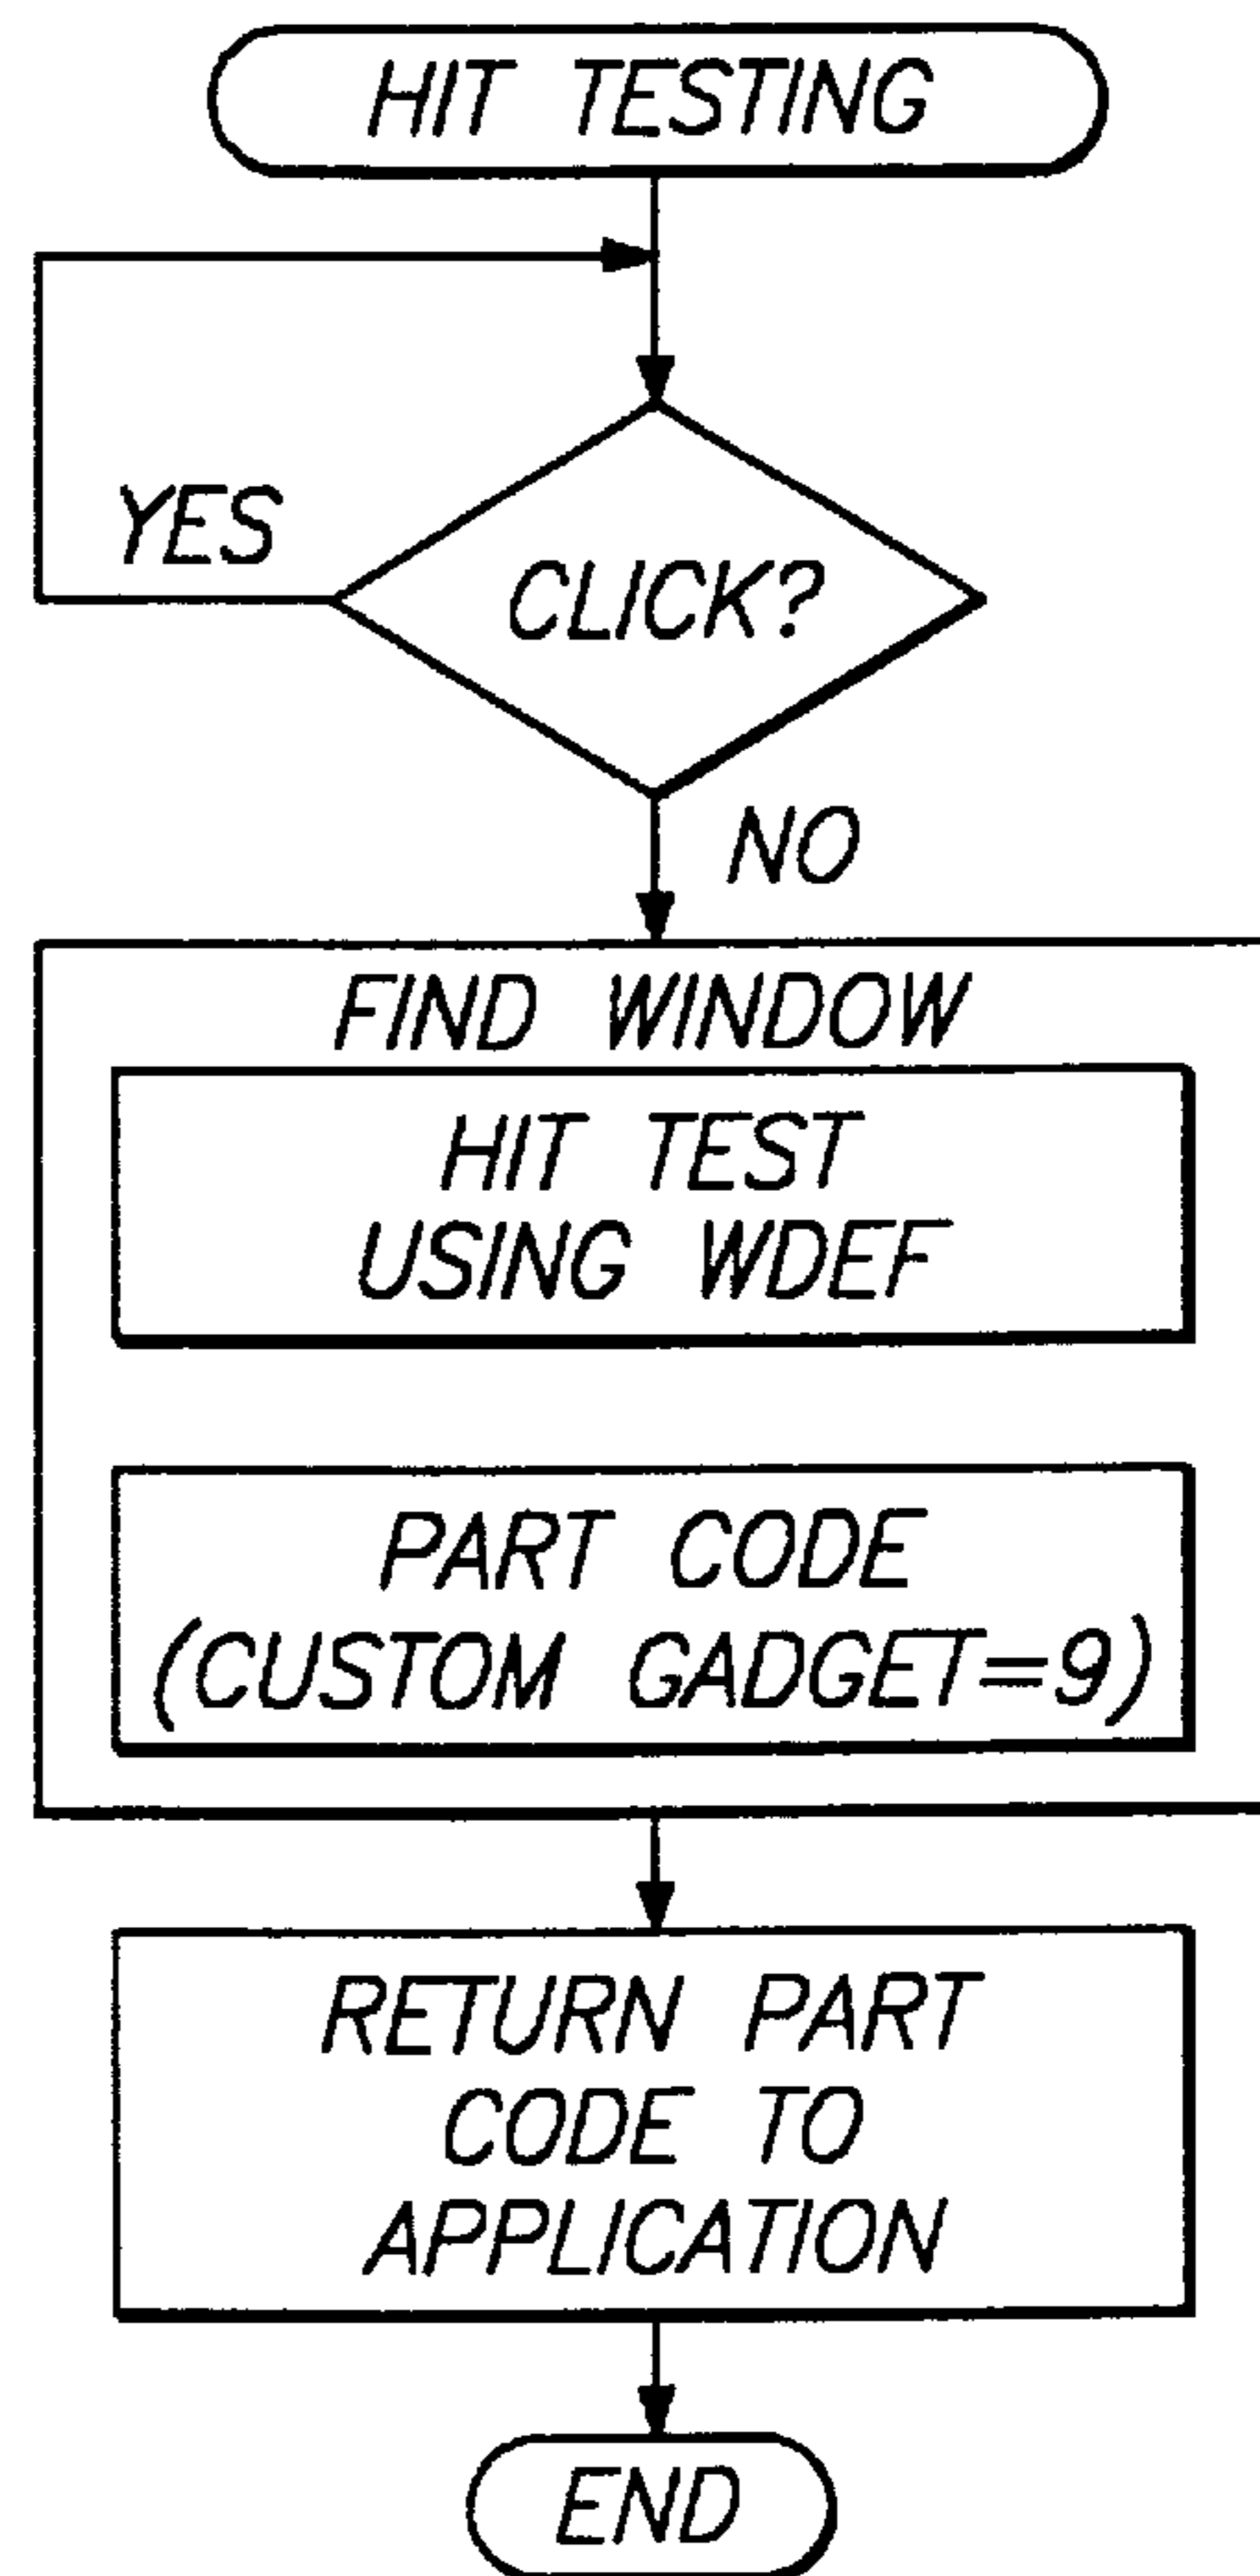 HIT TESTING
YES
CLICK?
NO
FIND WINDOW
HIT TEST
USING WDEF
PART CODE
(CUSTOM GADGET=9)
RETURN PART
CODE TO
APPLICATION
END